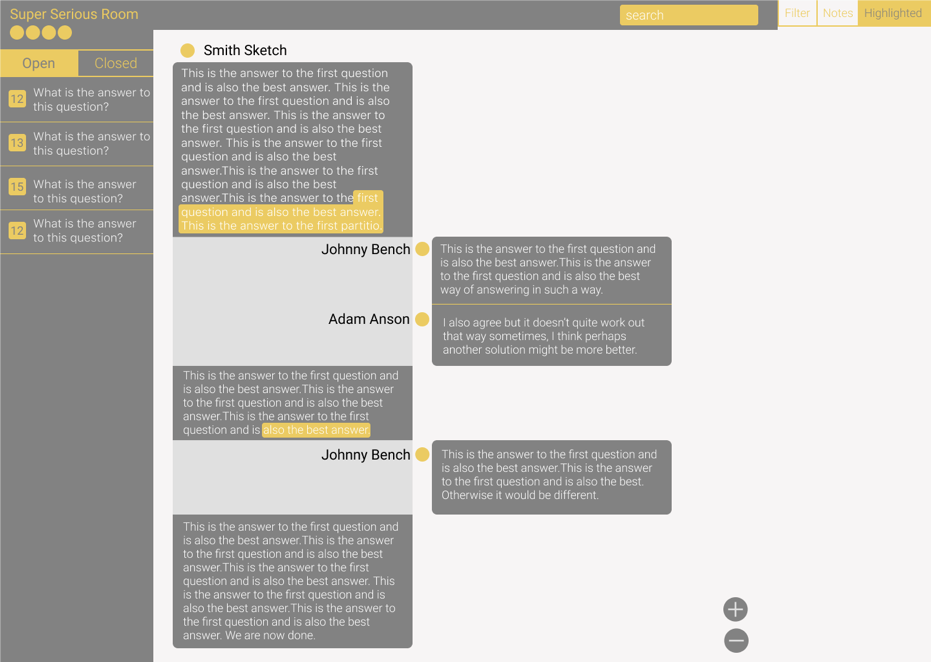 Super Serious Room
search
Filter
Notes
Highlighted
Open
Closed
12
What is the answer to
this question?
13
What is the answer to
this question?
15
What is the answer
to this question?
12
What is the answer
to this question?
Smith Sketch
This is the answer to the first question
and is also the best answer. This is the
answer to the first question and is also
the best answer. This is the answer to
the first question and is also the best
answer. This is the answer to the first
question and is also the best
answer.This is the answer to the first
question and is also the best
answer.This is the answer to the first
question and is also the best answer.
This is the answer to the first partitio.
Johnny Bench
This is the answer to the first question and
is also the best answer.This is the answer
to the first question and is also the best
way of answering in such a way.
Adam Anson
I also agree but it doesn't quite work out
that way sometimes, I think perhaps
another solution might be more better.
This is the answer to the first question and
is also the best answer.This is the answer
to the first question and is also the best
answer.This is the answer to the first
question and is also the best answer.
Johnny Bench
This is the answer to the first question and
is also the best answer.This is the answer
to the first question and is also the best.
Otherwise it would be different.
This is the answer to the first question and
is also the best answer.This is the answer
to the first question and is also the best
answer.This is the answer to the first
question and is also the best answer. This
is the answer to the first question and is
also the best answer.This is the answer to
the first question and is also the best
answer. We are now done.